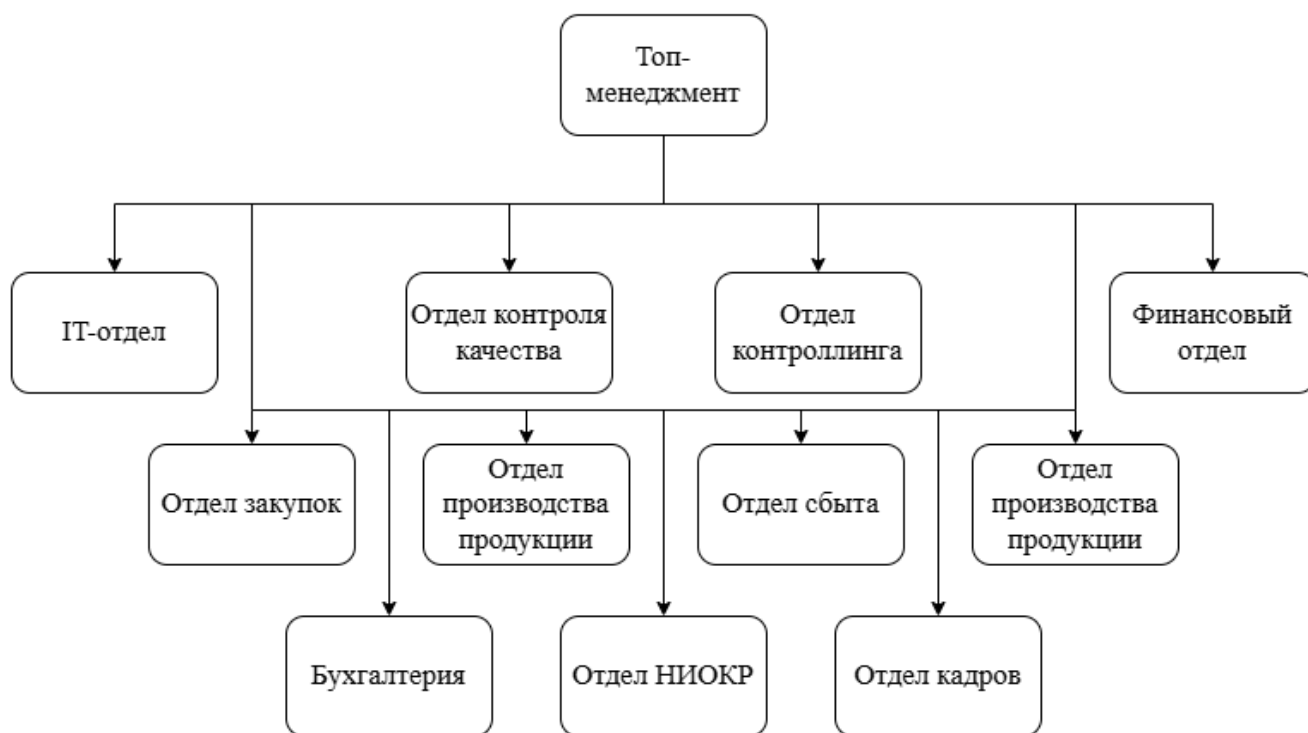 Топ-
менеджмент
IT-отдел
Отдел контроля
качества
Отдел
контроллинга
Финансовый
отдел
Отдел закупок
Отдел
производства
продукции
Отдел сбыта
Отдел
производства
продукции
Бухгалтерия
Отдел НИОКР
Отдел кадров